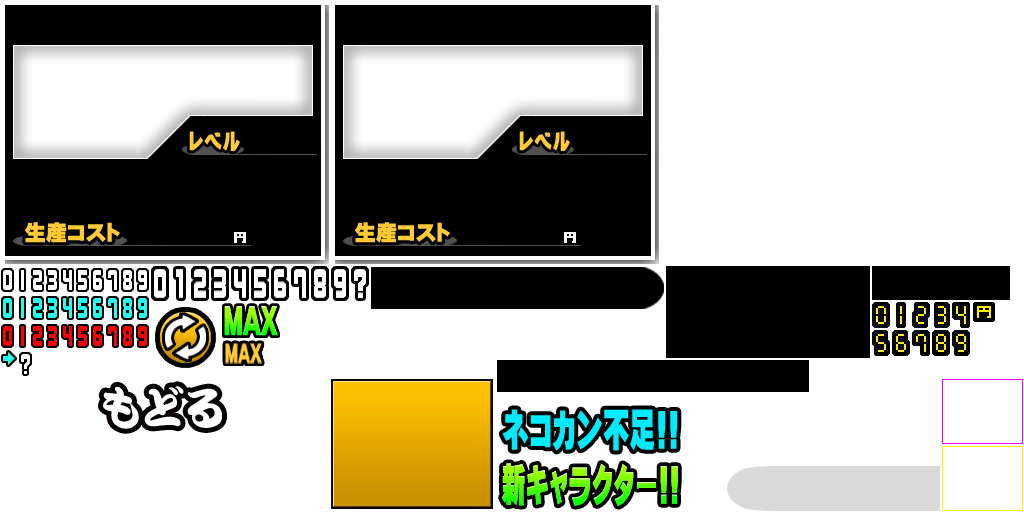 レベル
レベル
生産コスト 円
生産コスト 円
0123456789
0123456789?
0123456789
0123456789
?
MAX
MAX
01234円
56789
もどる
ネコカン不足!!
新キャラクター!!